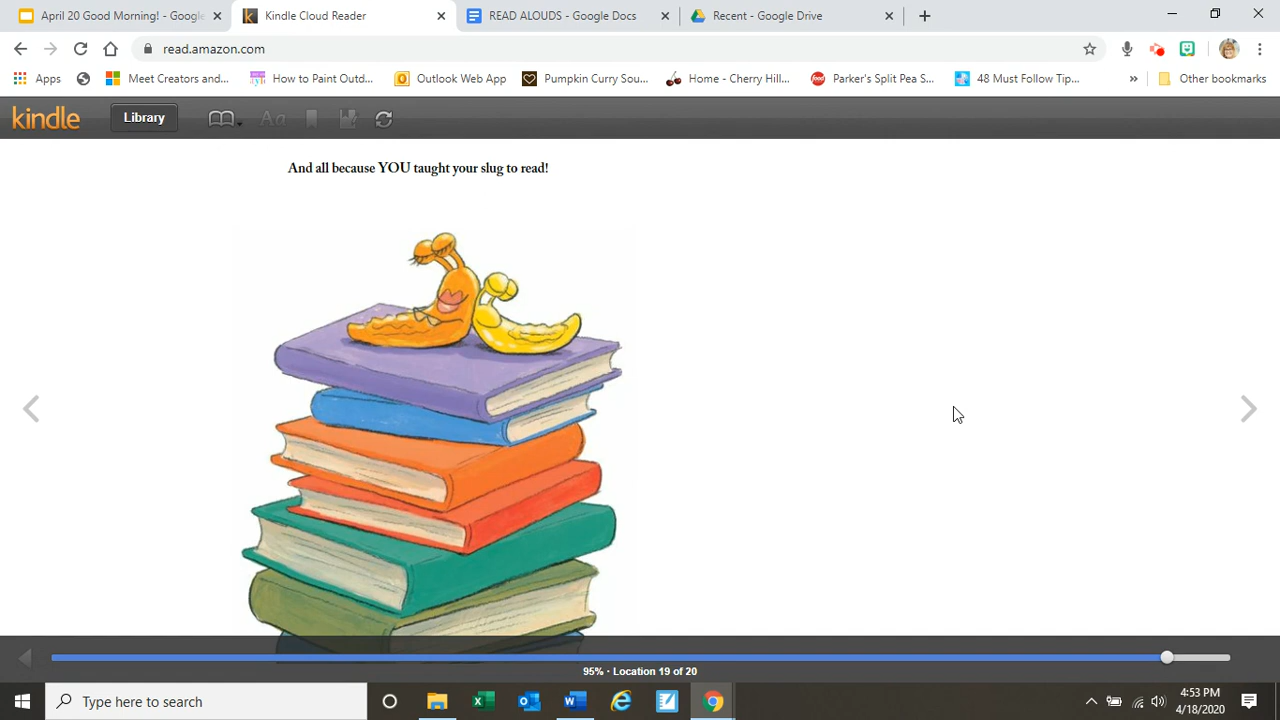 April 20 Good Morning! - Google
Kindle Cloud Reader
READ ALOUDS - Google Docs
Recent - Google Drive
read.amazon.com
Apps
Meet Creators and...
How to Paint Outd...
Outlook Web App
Pumpkin Curry Sou...
Home - Cherry Hill...
food
Parker's Split Pea S...
48 Must Follow Tip...
»
Other bookmarks
kindle
Library
Aa
And all because YOU taught your slug to read!
95% · Location 19 of 20
Type here to search
4:53 PM
4/18/2020